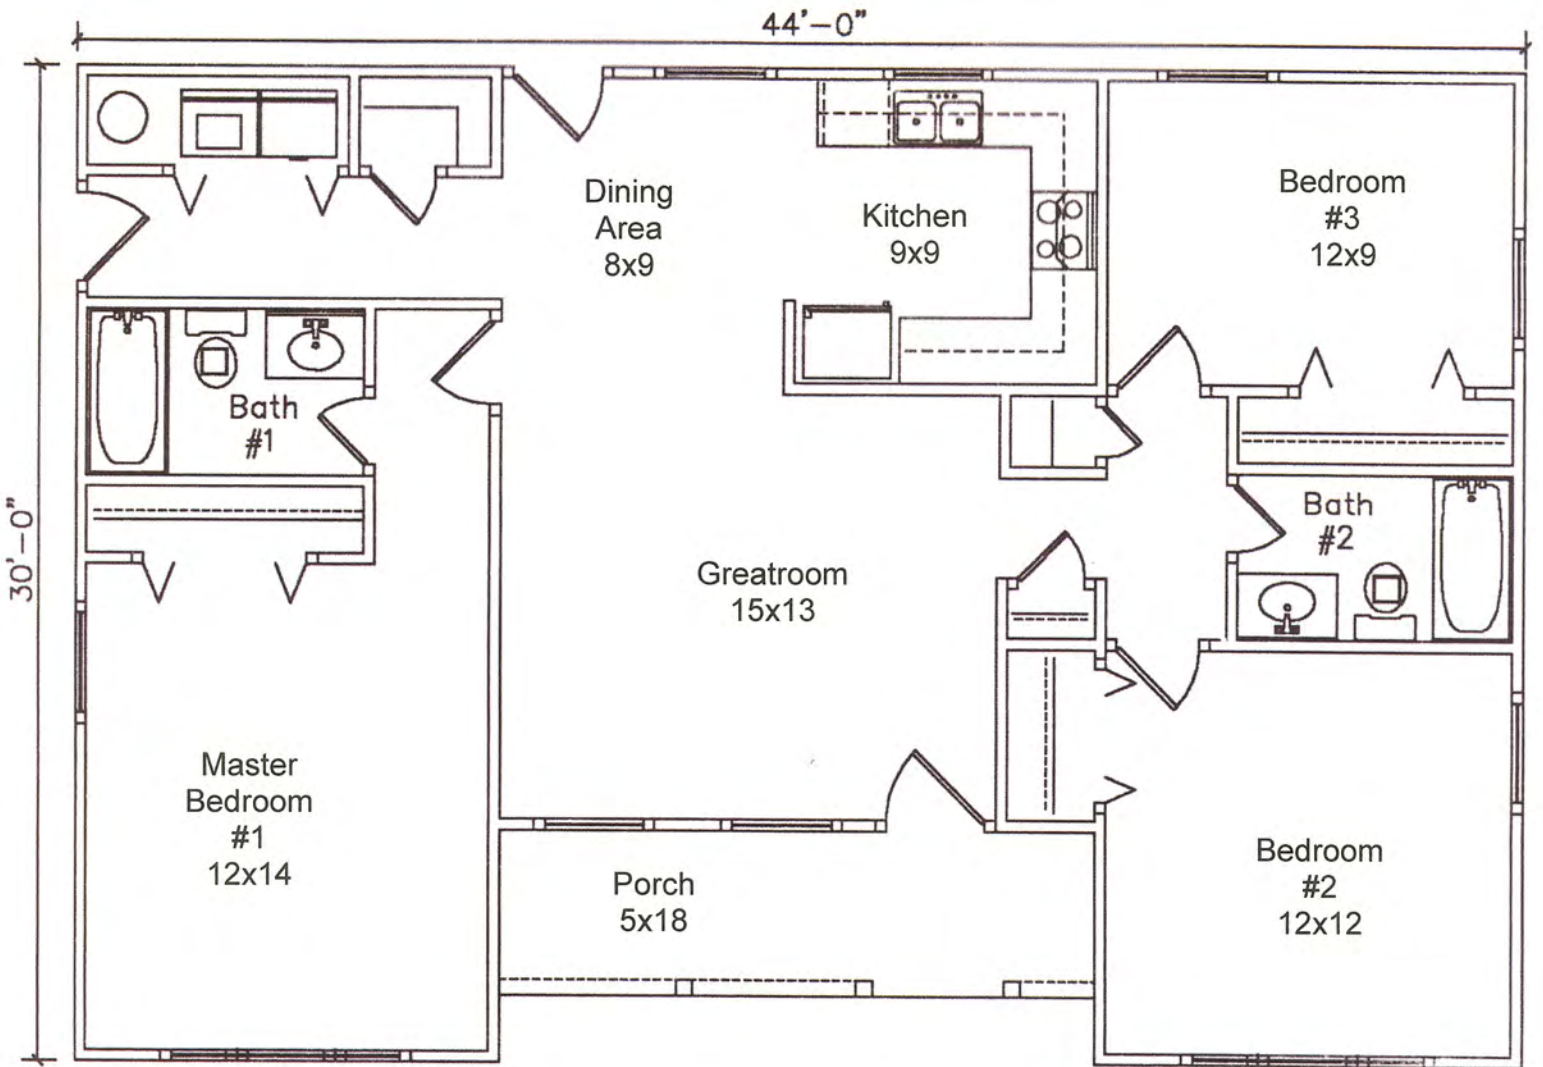 44'-0"
30'-0"
Dining
Area
8x9
Kitchen
9x9
Bedroom
#3
12x9
Bath
#1
Bath
#2
Greatroom
15x13
Master
Bedroom
#1
12x14
Porch
5x18
Bedroom
#2
12x12